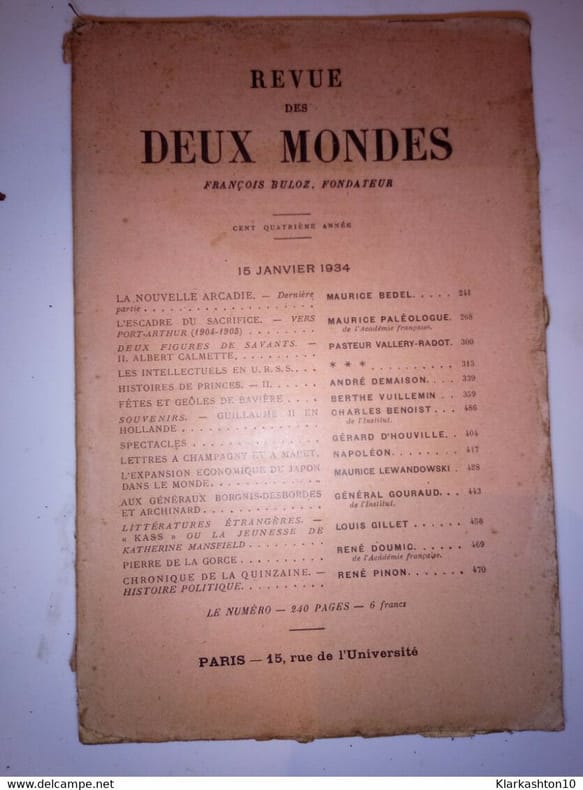 REVUE
DES
DEUX MONDES
FRANÇOIS BULOZ, FONDATEUR
CENT QUATRIÈME ANNÉE
15 JANVIER 1934
LA NOUVELLE ARCADIE. — Dernière partie . . . . . MAURICE BEDEL. . . . . 241
L'ESCADRE DU SACRIFICE. — VERS PORT-ARTHUR (1904-1905) . . . . . MAURICE PALÉOLOGUE. 268
de l'Académie française.
DEUX FIGURES DE SAVANTS. — II. ALBERT CALMETTE. . . . . . PASTEUR VALLERY-RADOT. 300
LES INTELLECTUELS EN U. R. S. S. . . . * * * . . . . . 315
HISTOIRES DE PRINCES. — II. . . . . . ANDRÉ DEMAISON. . . . 339
FÊTES ET GEÔLES DE BAVIÈRE . . . . BERTHE VUILLEMIN . . . 359
SOUVENIRS. — GUILLAUME II EN HOLLANDE . . . . . CHARLES BENOIST . . . 486
de l'Institut.
SPECTACLES . . . . . GÉRARD D'HOUVILLE. . 404
LETTRES A CHAMPAGNY ET A MARET. NAPOLÉON. . . . . 417
L'EXPANSION ÉCONOMIQUE DU JAPON DANS LE MONDE. . . . . . MAURICE LEWANDOWSKI . 428
AUX GÉNÉRAUX BORGNIS-DESBORDES ET ARCHINARD . . . . . GÉNÉRAL GOURAUD. . . 443
de l'Institut.
LITTÉRATURES ÉTRANGÈRES. — « KASS » OU LA JEUNESSE DE KATHERINE MANSFIELD . . . . . LOUIS GILLET . . . . . 456
PIERRE DE LA GORCE . . . . . RENÉ DOUMIC. . . . . . 469
de l'Académie française.
CHRONIQUE DE LA QUINZAINE. — HISTOIRE POLITIQUE. . . . . . RENÉ PINON. . . . . . . 470
LE NUMÉRO — 240 PAGES — 6 francs
PARIS — 15, rue de l'Université
www.delcampe.net
Klarkashton10